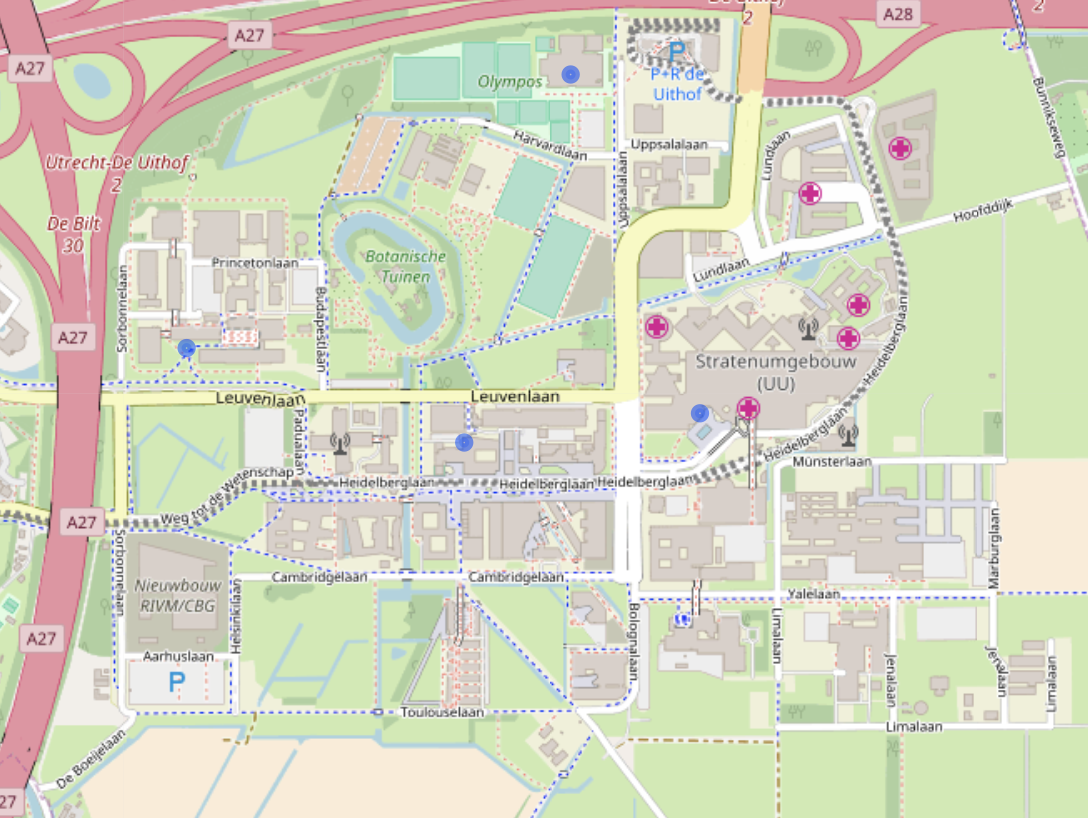 De Bilt
2
A28
2
A27
A27
P
P+R de
Uithof
Olympos
Bunnikseweg
Harvardlaan
Uppsalalaan
Lundlaan
Utrecht-De Uithof
2
Uppsalalaan
De Bilt
30
Hoofddijk
Botanische
Tuinen
Princetonlaan
Lundlaan
Sorbonnelaan
Budapestlaan
A27
Heidelberglaan
Stratenumgebouw
(UU)
Leuvenlaan
Leuvenlaan
Padualaan
Heidelberglaan
Münsterlaan
Weg tot de Wetenschap
Heidelberglaan
Heidelberglaan
Heidelberglaan
A27
Marburglaan
Sorbonnelaan
Nieuwbouw
RIVM/CBG
Helsinkilaan
Cambridgelaan
Cambridgelaan
Yalelaan
Bolognalaan
Limalaan
A27
Aarhuslaan
Jenalaan
Jenalaan
Limalaan
P
Toulouselaan
Limalaan
De Boeijelaan
27